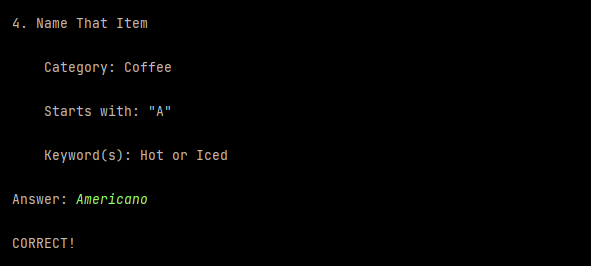 4. Name That Item
Category: Coffee
Starts with: "A"
Keyword(s): Hot or Iced
Answer: Americano
CORRECT!